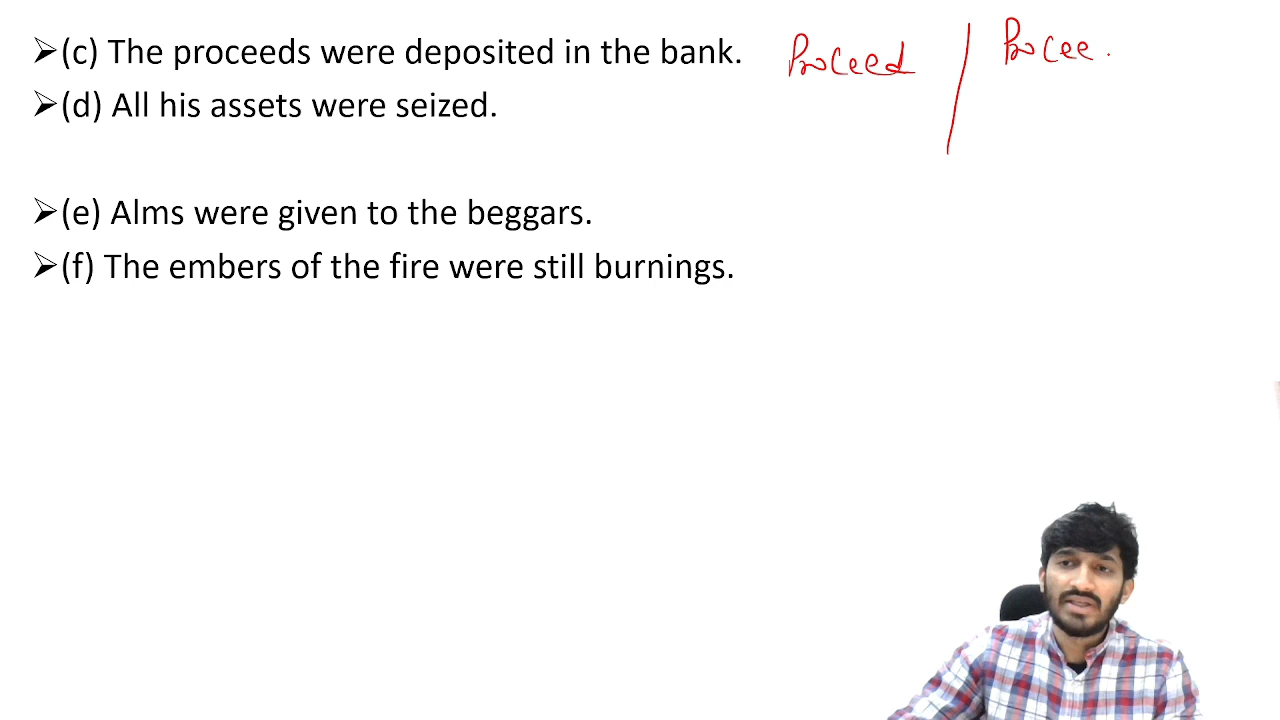 ➤(c) The proceeds were deposited in the bank.
Proceed / Procee
➤(d) All his assets were seized.
➤(e) Alms were given to the beggars.
➤(f) The embers of the fire were still burnings.